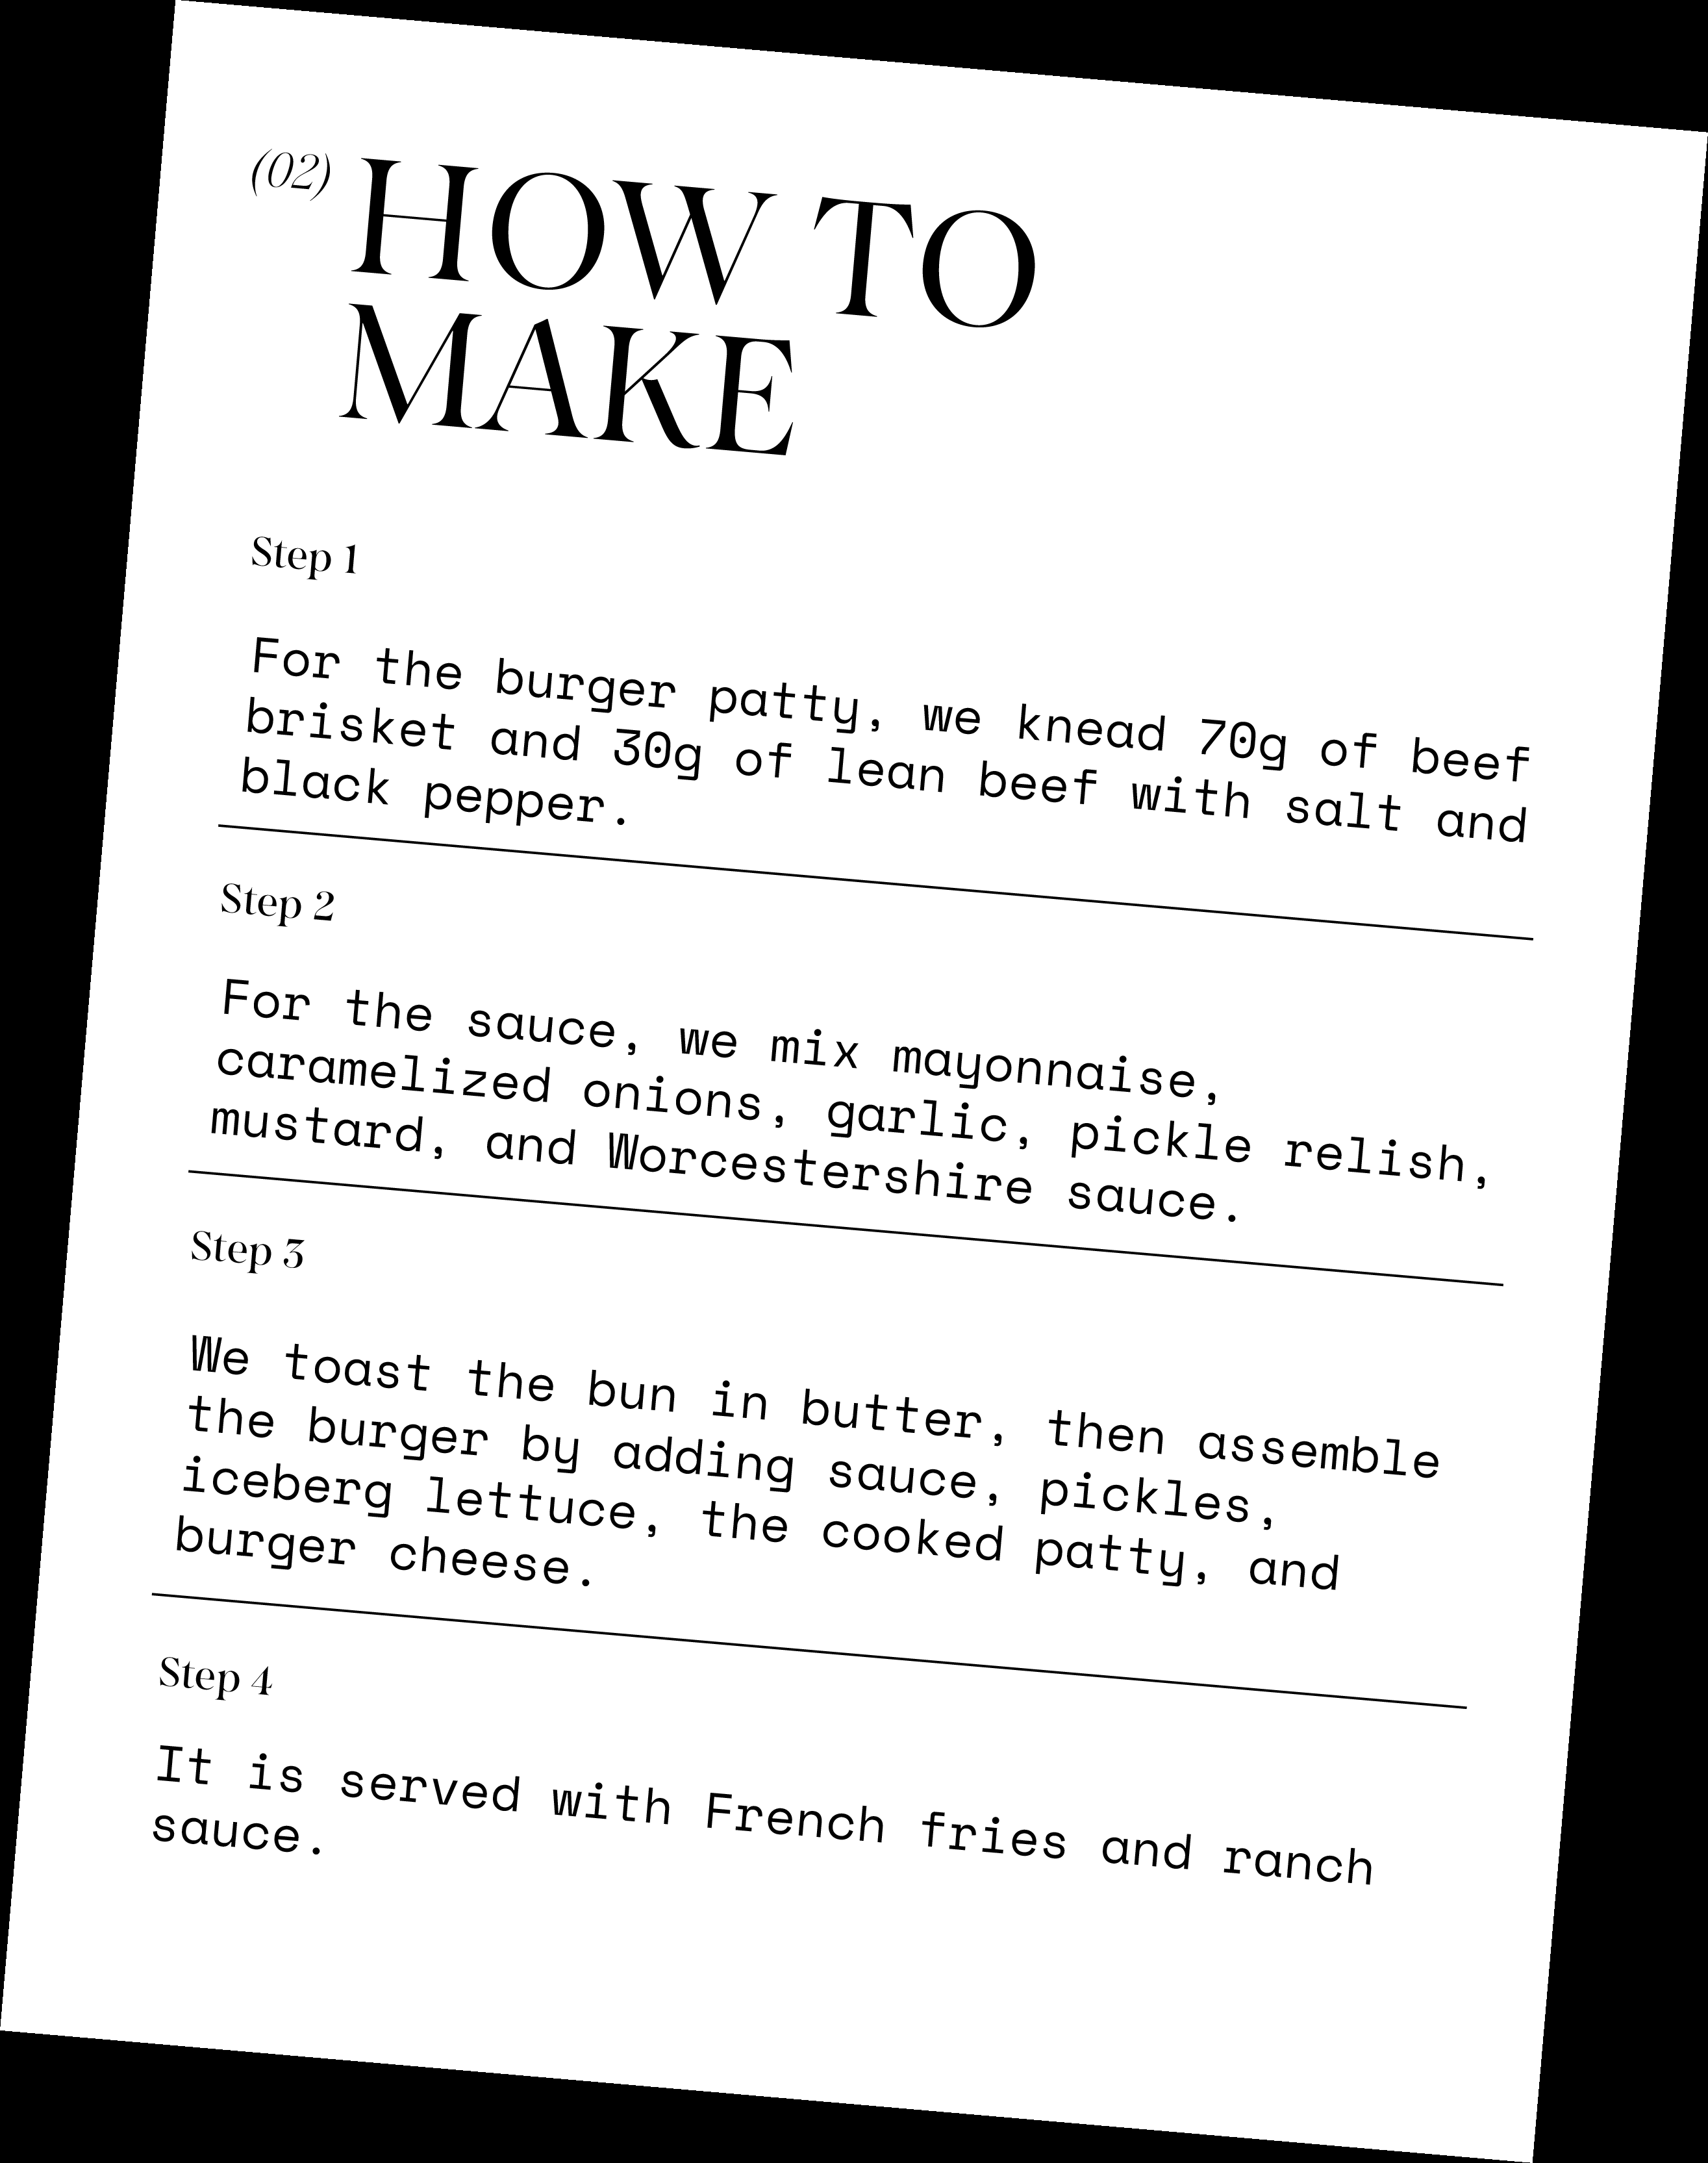 (02) HOW TO
MAKE
Step 1
For the burger patty, we knead 70g of beef
brisket and 30g of lean beef with salt and
black pepper.
Step 2
For the sauce, we mix mayonnaise,
caramelized onions, garlic, pickle relish,
mustard, and Worcestershire sauce.
Step 3
We toast the bun in butter, then assemble
the burger by adding sauce, pickles,
iceberg lettuce, the cooked patty, and
burger cheese.
Step 4
It is served with French fries and ranch
sauce.